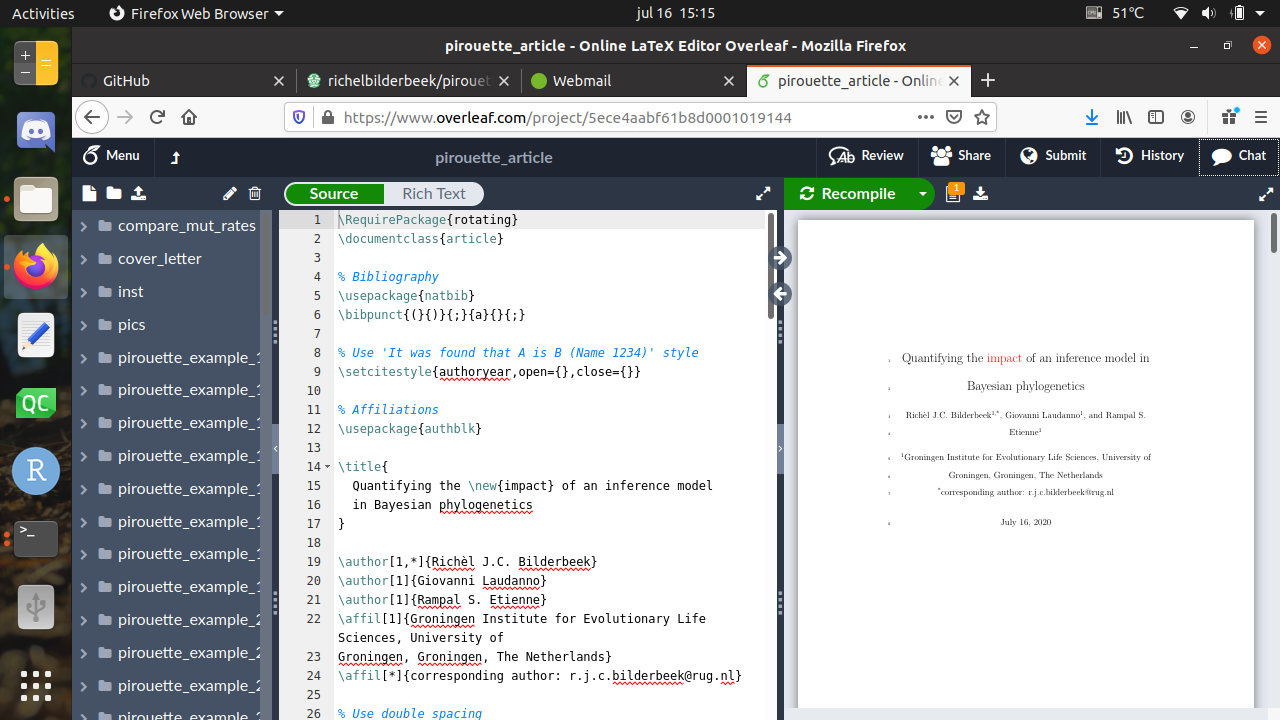 Activities
Firefox Web Browser
jul 16 15:15
51°C
pirouette_article - Online LaTeX Editor Overleaf - Mozilla Firefox
GitHub
richelbilderbeek/pirouet
Webmail
pirouette_article - Onlin
https://www.overleaf.com/project/5ece4aabf61b8d0001019144
Menu
pirouette_article
Review
Share
Submit
History
Chat
Source
Rich Text
Recompile
1
compare_mut_rates
cover_letter
inst
pics
pirouette_example_1
pirouette_example_1
pirouette_example_1
pirouette_example_1
pirouette_example_1
pirouette_example_1
pirouette_example_1
pirouette_example_1
pirouette_example_2
pirouette_example_2
pirouette_example_2
pirouette_example_2
1 \RequirePackage{rotating}
2 \documentclass{article}
3
4 % Bibliography
5 \usepackage{natbib}
6 \bibpunct{(}{)}{;}{a}{}{;}
7
8 % Use 'It was found that A is B (Name 1234)' style
9 \setcitestyle{authoryear,open={},close={}}
10
11 % Affiliations
12 \usepackage{authblk}
13
14 \title{
15 Quantifying the \new{impact} of an inference model
16 in Bayesian phylogenetics
17 }
18
19 \author[1,*]{Richèl J.C. Bilderbeek}
20 \author[1]{Giovanni Laudanno}
21 \author[1]{Rampal S. Etienne}
22 \affil[1]{Groningen Institute for Evolutionary Life
Sciences, University of
23 Groningen, Groningen, The Netherlands}
24 \affil[*]{corresponding author: r.j.c.bilderbeek@rug.nl}
25
26 % Use double spacing
Quantifying the impact of an inference model in
Bayesian phylogenetics
Richèl J.C. Bilderbeek1,*, Giovanni Laudanno1, and Rampal S.
Etienne1
1Groningen Institute for Evolutionary Life Sciences, University of
Groningen, Groningen, The Netherlands
*corresponding author: r.j.c.bilderbeek@rug.nl
July 16, 2020
QC
R
>_